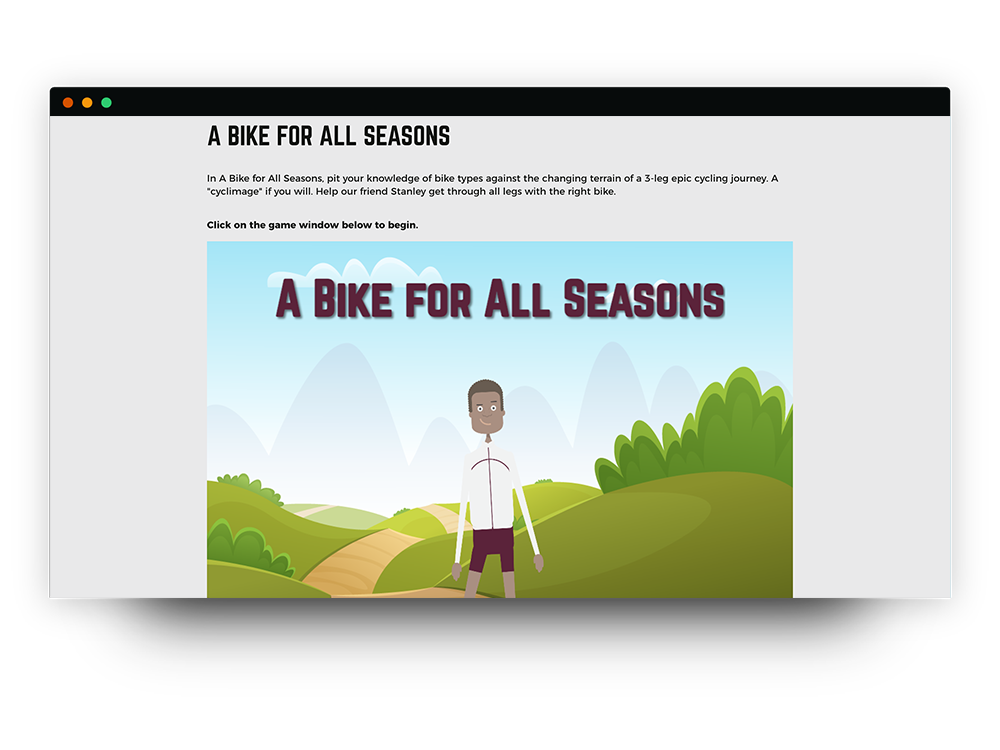 A BIKE FOR ALL SEASONS
In A Bike for All Seasons, pit your knowledge of bike types against the changing terrain of a 3-leg epic cycling journey. A
"cyclimage" if you will. Help our friend Stanley get through all legs with the right bike.
Click on the game window below to begin.
A Bike for All Seasons